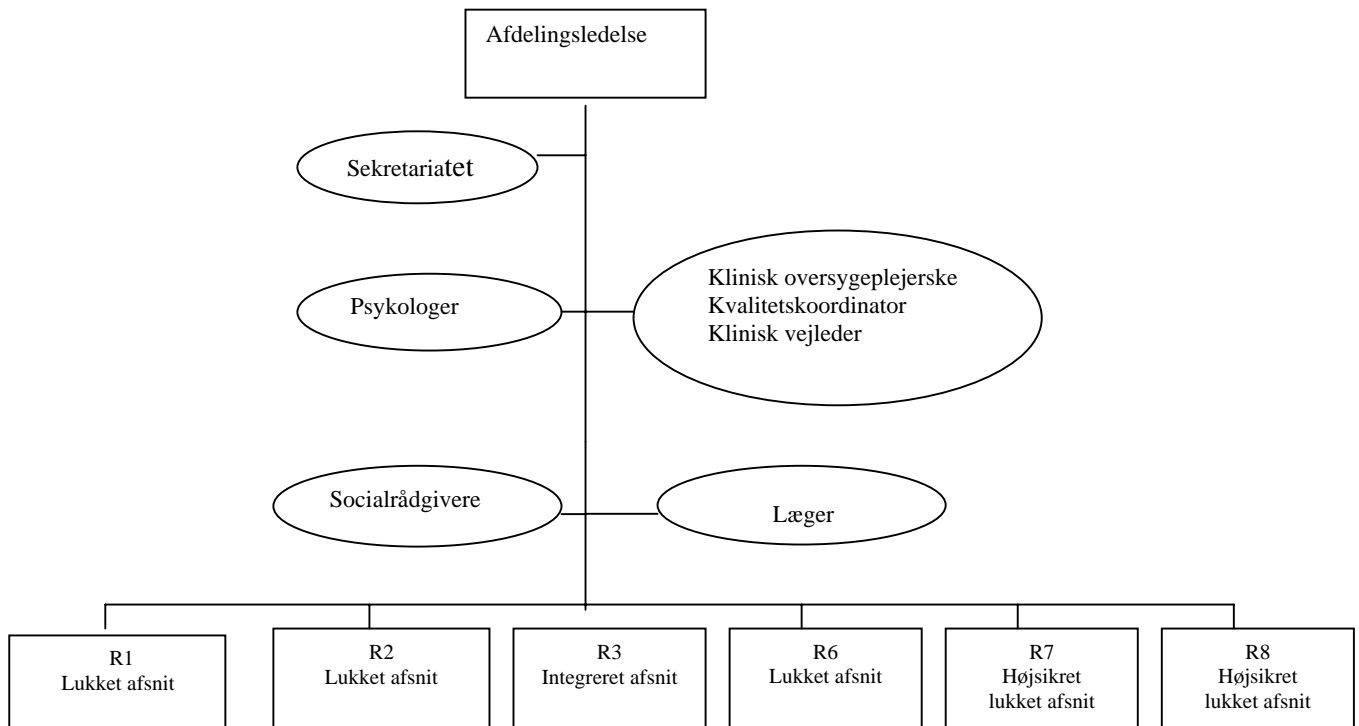 Afdelingsledelse
Sekretariatet
Psykologer
Klinisk oversygeplejerske
Kvalitetskoordinator
Klinisk vejleder
Socialrådgivere
Læger
R1
Lukket afsnit
R2
Lukket afsnit
R3
Integreret afsnit
R6
Lukket afsnit
R7
Højsikret
lukket afsnit
R8
Højsikret
lukket afsnit